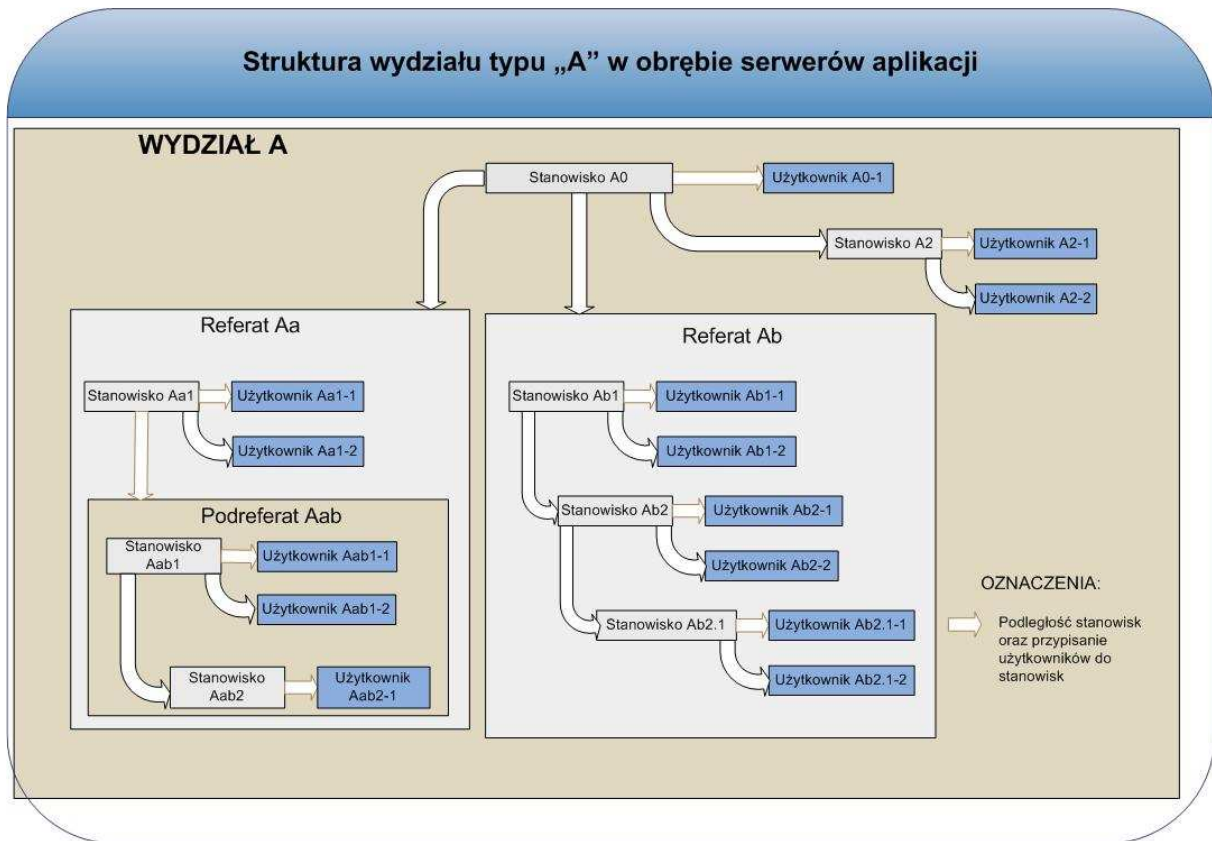 Struktura wydziału typu „A” w obrębie serwerów aplikacji
WYDZIAŁ A
Stanowisko A0
Użytkownik A0-1
Stanowisko A2
Użytkownik A2-1
Użytkownik A2-2
Referat Aa
Stanowisko Aa1
Użytkownik Aa1-1
Użytkownik Aa1-2
Podreferat Aab
Stanowisko
Aab1
Użytkownik Aab1-1
Użytkownik Aab1-2
Stanowisko
Aab2
Użytkownik
Aab2-1
Referat Ab
Stanowisko Ab1
Użytkownik Ab1-1
Użytkownik Ab1-2
Stanowisko Ab2
Użytkownik Ab2-1
Użytkownik Ab2-2
Stanowisko Ab2.1
Użytkownik Ab2.1-1
Użytkownik Ab2.1-2
OZNACZENIA:
Podległość stanowisk
oraz przypisanie
użytkowników do
stanowisk